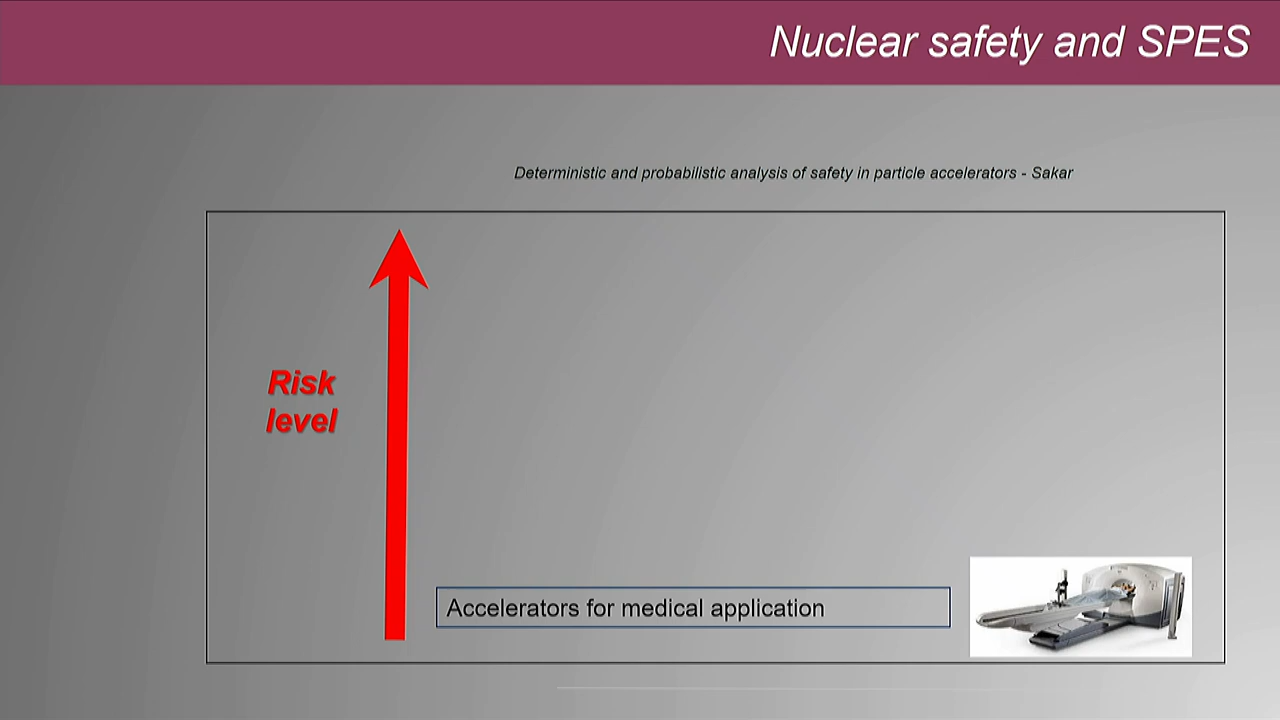 Nuclear safety and SPES
Deterministic and probabilistic analysis of safety in particle accelerators - Sakar
Risk
level
Accelerators for medical application